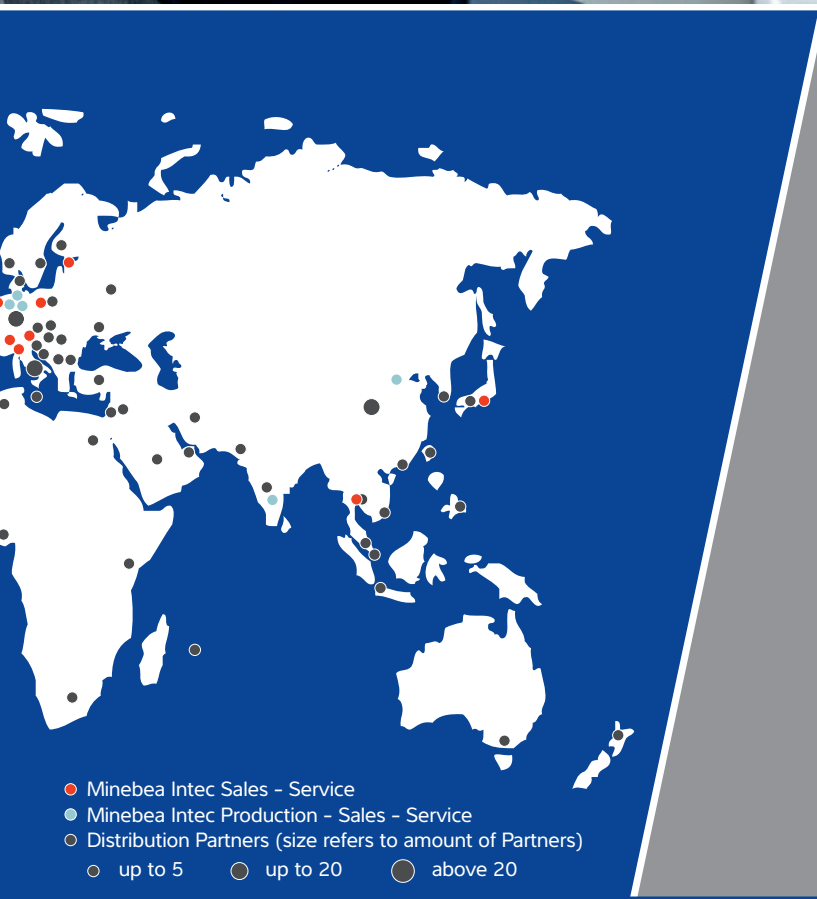 Minebea Intec Sales - Service
Minebea Intec Production - Sales - Service
Distribution Partners (size refers to amount of Partners)
up to 5 up to 20 above 20